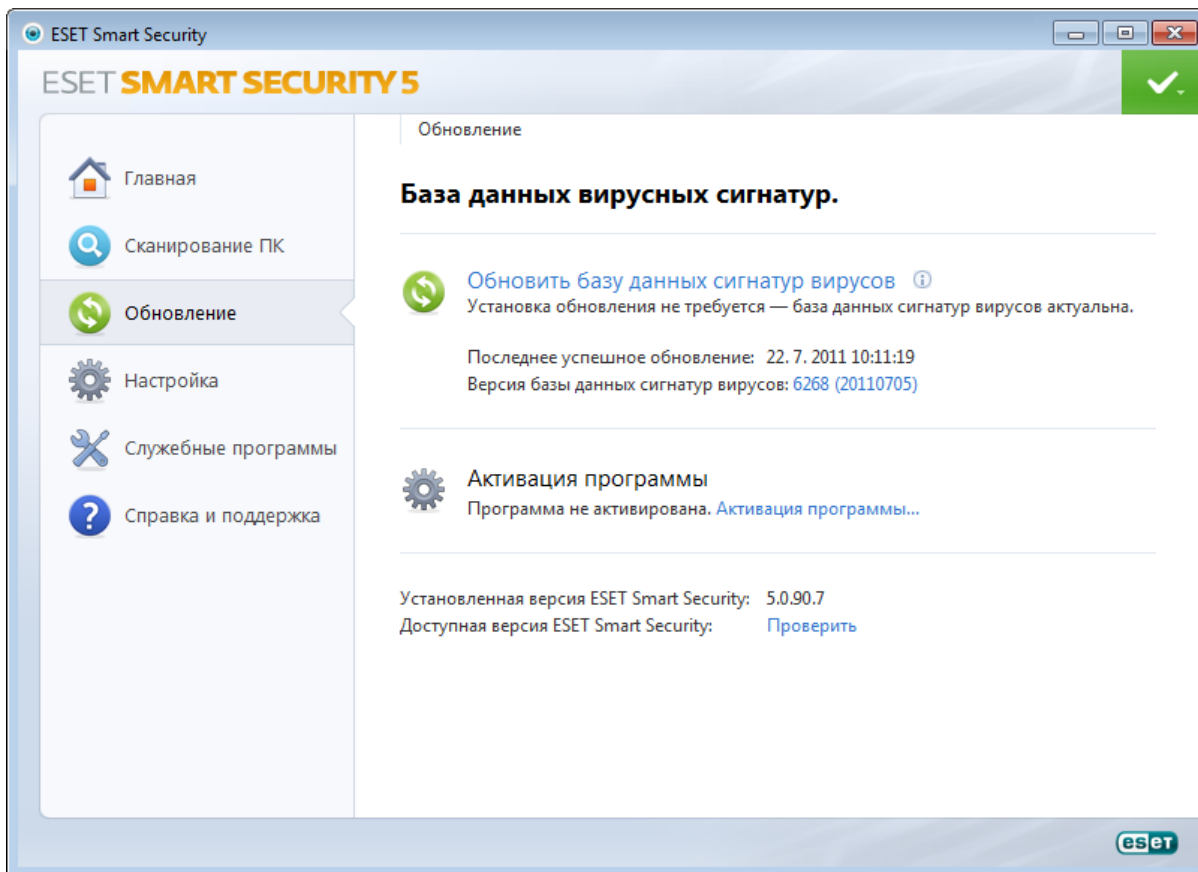 ESET Smart Security
ESET SMART SECURITY 5
Главная
Сканирование ПК
Обновление
Настройка
Служебные программы
Справка и поддержка
Обновление
База данных вирусных сигнатур.
Обновить базу данных сигнатур вирусов
Установка обновления не требуется — база данных сигнатур вирусов актуальна.
Последнее успешное обновление: 22. 7. 2011 10:11:19
Версия базы данных сигнатур вирусов: 6268 (20110705)
Активация программы
Программа не активирована. Активация программы...
Установленная версия ESET Smart Security: 5.0.90.7
Доступная версия ESET Smart Security: Проверить
eseT